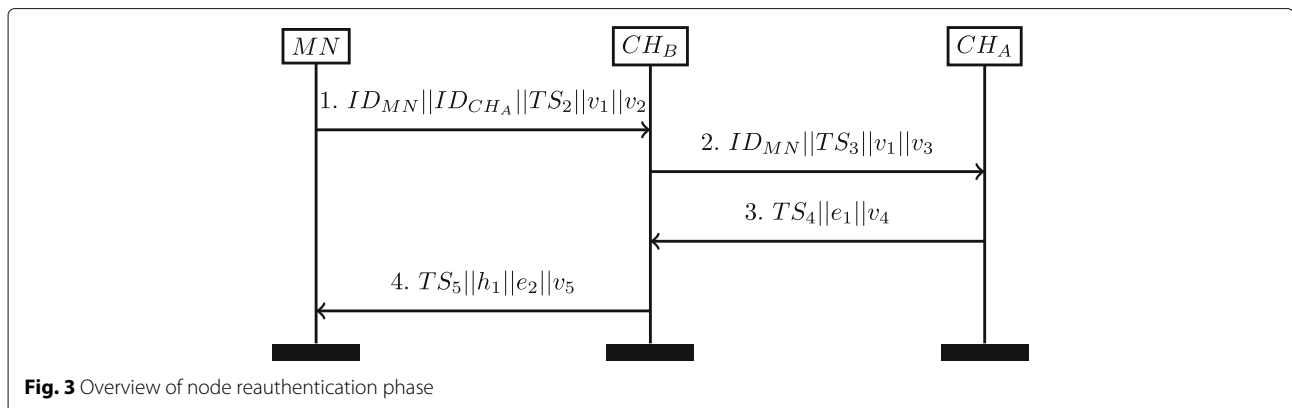 MN CH_B CH_A
1. ID_MN||ID_CH_A||TS_2||v_1||v_2
2. ID_MN||TS_3||v_1||v_3
3. TS_4||e_1||v_4
4. TS_5||h_1||e_2||v_5
Fig. 3 Overview of node reauthentication phase